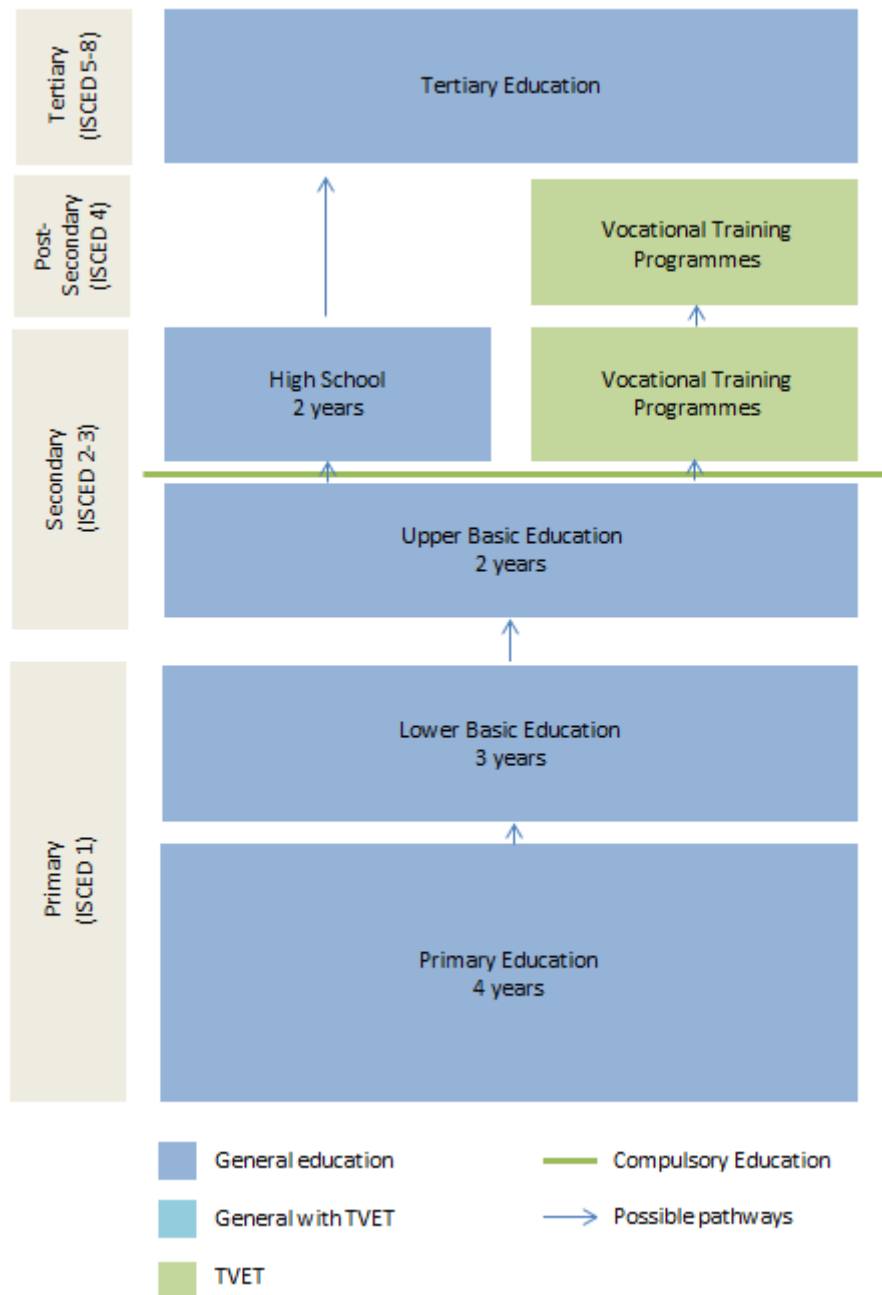 Tertiary
(ISCED 5-8)
Tertiary Education
Post-
Secondary
(ISCED 4)
Vocational Training
Programmes
Secondary
(ISCED 2-3)
High School
2 years
Vocational Training
Programmes
Upper Basic Education
2 years
Primary
(ISCED 1)
Lower Basic Education
3 years
Primary Education
4 years
General education
Compulsory Education
General with TVET
Possible pathways
TVET